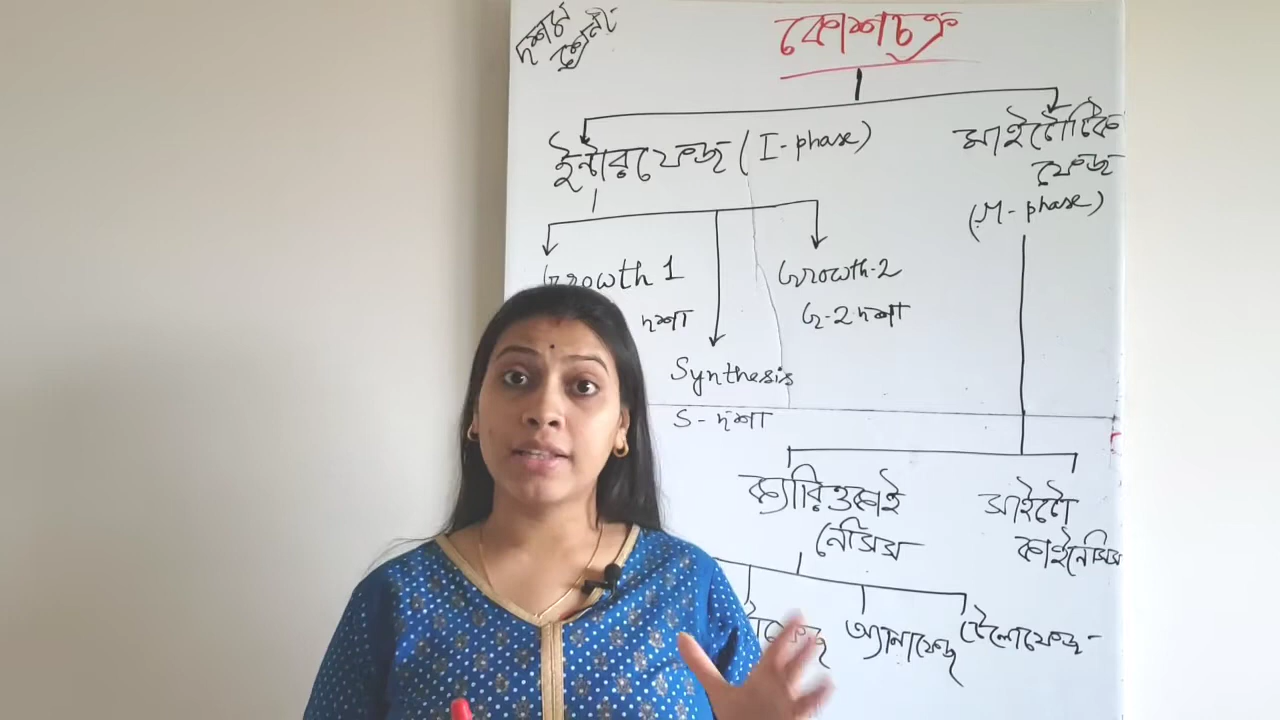 দশম
শ্রেণী-
কোশচক্র
ইন্টারফেজ (I-phase)
মাইটোটিক
ফেজ
(M-phase)
Growth 1
দশা
Growth-2
G-2 দশা
Synthesis
S-দশা
ক্যারিওকাই
নেসিস
সাইটো
কাইনেসিস
অ্যানাফেজ
টেলোফেজ-